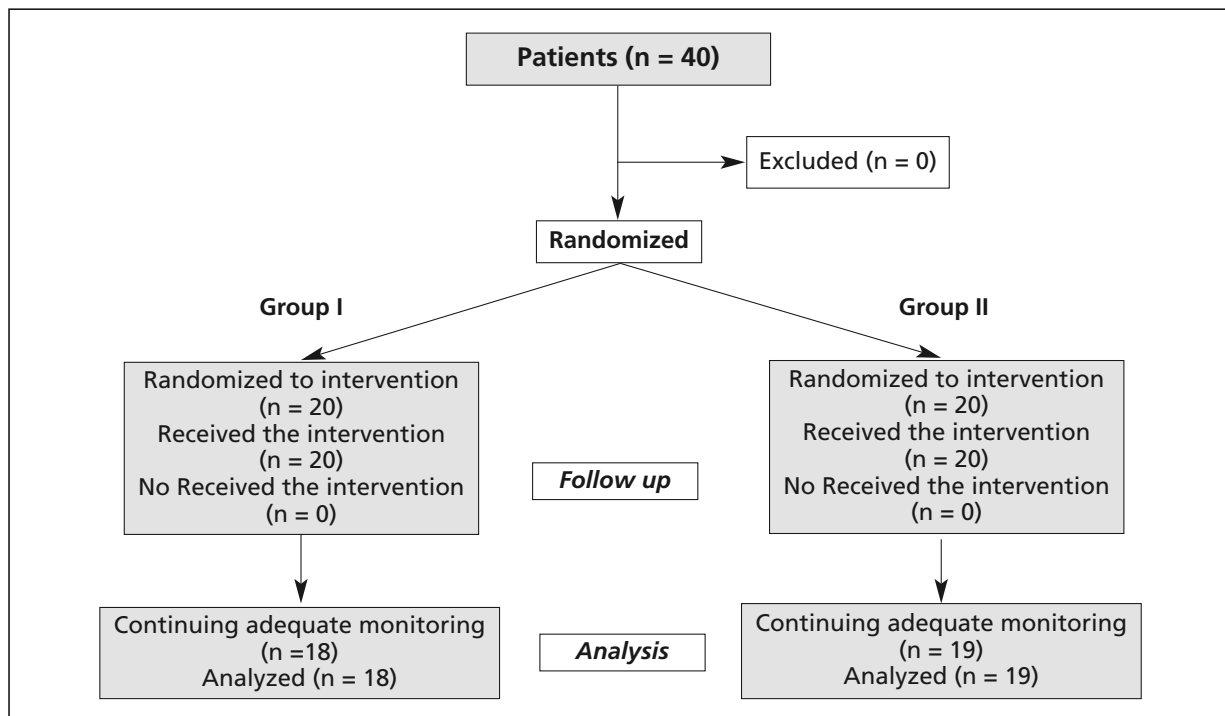 Patients (n = 40)
Excluded (n = 0)
Randomized
Group I
Group II
Randomized to intervention
(n = 20)
Received the intervention
(n = 20)
No Received the intervention
(n = 0)
Randomized to intervention
(n = 20)
Received the intervention
(n = 20)
No Received the intervention
(n = 0)
Follow up
Continuing adequate monitoring
(n =18)
Analyzed (n = 18)
Continuing adequate monitoring
(n = 19)
Analyzed (n = 19)
Analysis